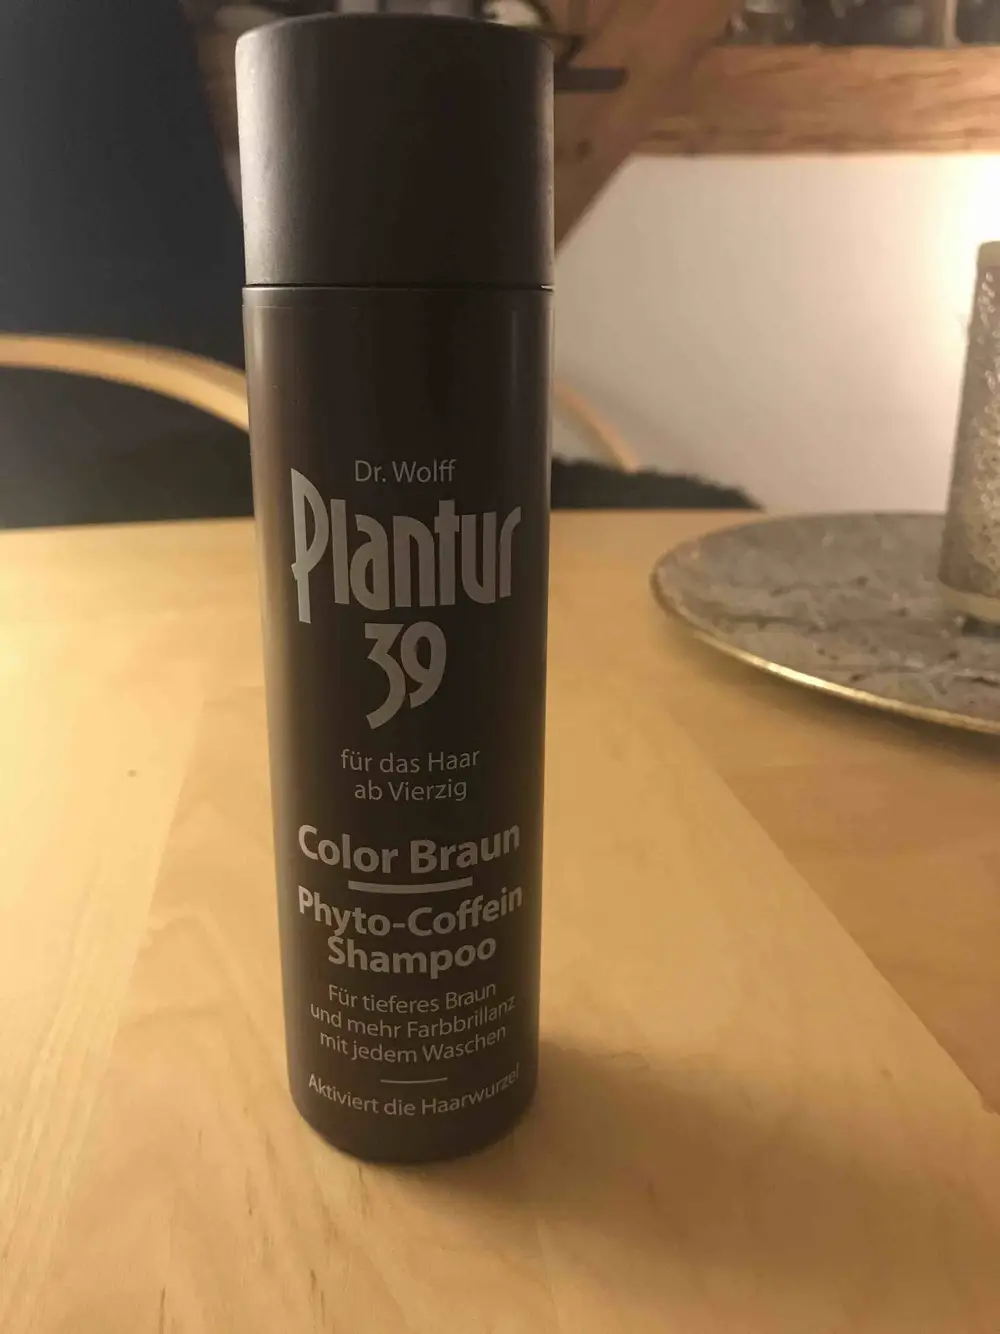 Dr. Wolff
Plantur
39
für das Haar
ab Vierzig
Color Braun
Phyto-Coffein
Shampoo
Für tieferes Braun
und mehr Farbbrillanz
mit jedem Waschen
Aktiviert die Haarwurzel